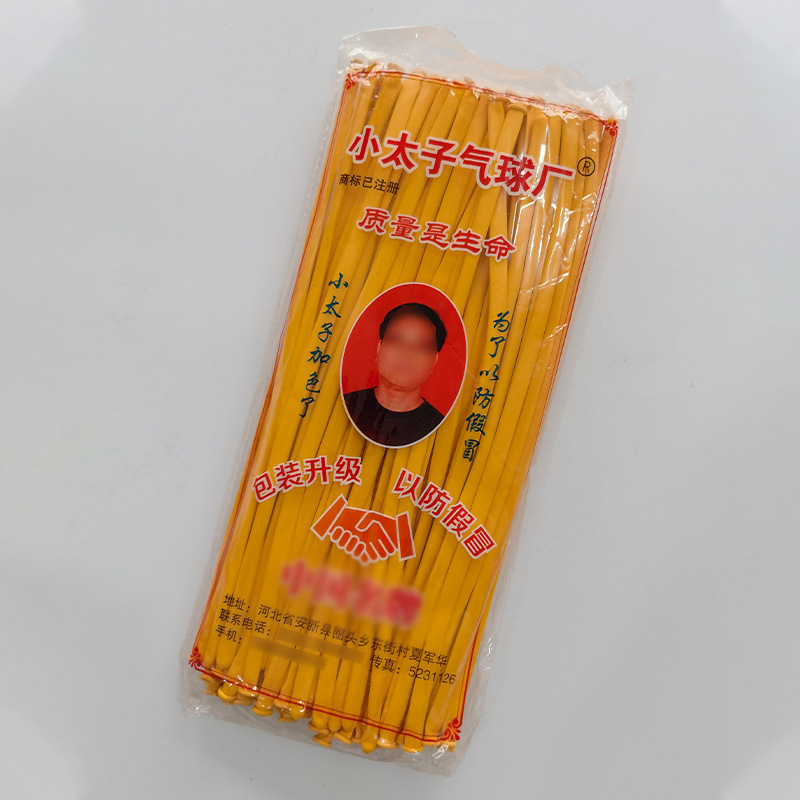 小太子气球厂®
商标已注册
质量是生命
小太子加色了
为了以防假冒
包装升级 以防假冒
地址：河北省安新县圈头乡东街村夏军华
联系电话：
手机： 传真：5231126